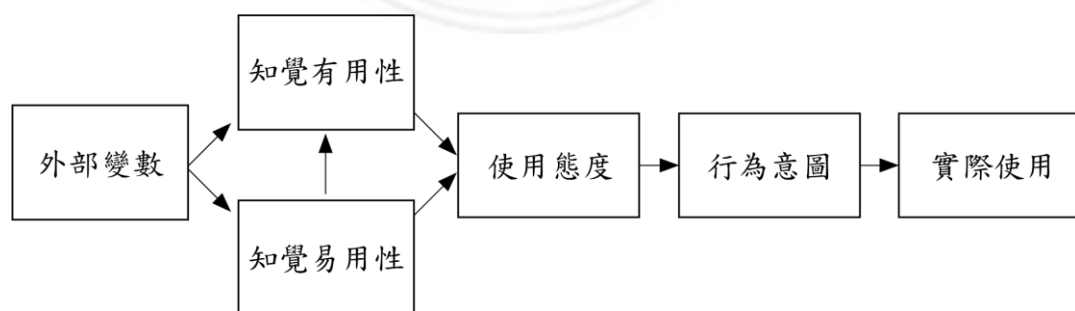 知覺有用性
外部變數
使用態度
行為意圖
實際使用
知覺易用性